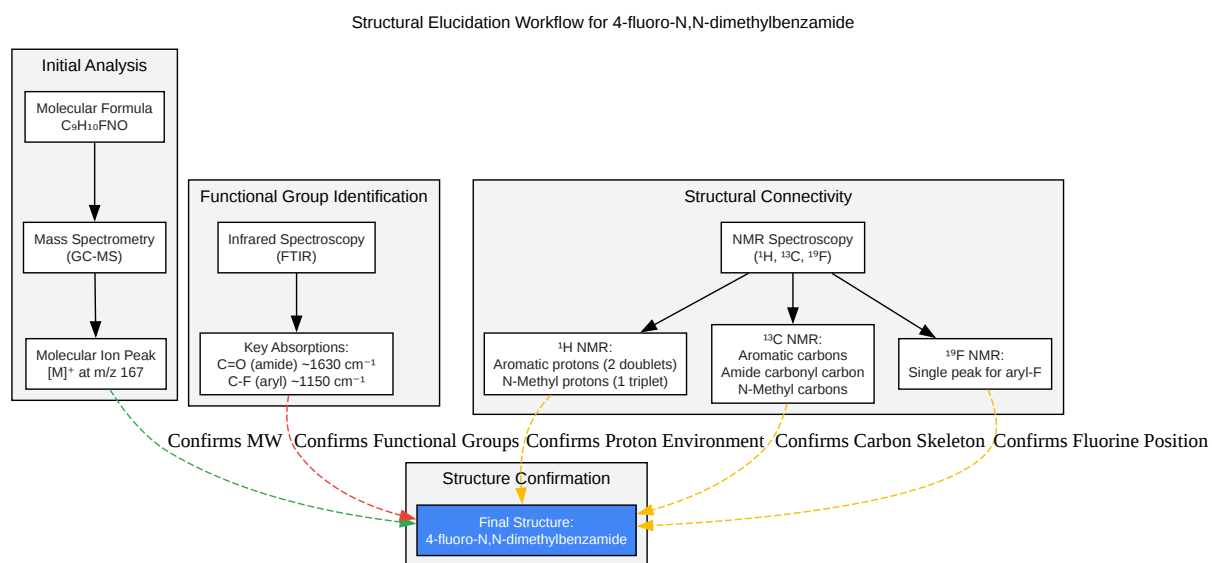 Structural Elucidation Workflow for 4-fluoro-N,N-dimethylbenzamide
Initial Analysis
Molecular Formula
C₉H₁₀FNO
Mass Spectrometry
(GC-MS)
Molecular Ion Peak
[M]⁺ at m/z 167
Functional Group Identification
Infrared Spectroscopy
(FTIR)
Key Absorptions:
C=O (amide) ~1630 cm⁻¹
C-F (aryl) ~1150 cm⁻¹
Structural Connectivity
NMR Spectroscopy
(¹H, ¹³C, ¹⁹F)
¹H NMR:
Aromatic protons (2 doublets)
N-Methyl protons (1 triplet)
¹³C NMR:
Aromatic carbons
Amide carbonyl carbon
N-Methyl carbons
¹⁹F NMR:
Single peak for aryl-F
Confirms MW
Confirms Functional Groups
Confirms Proton Environment
Confirms Carbon Skeleton
Confirms Fluorine Position
Structure Confirmation
Final Structure:
4-fluoro-N,N-dimethylbenzamide